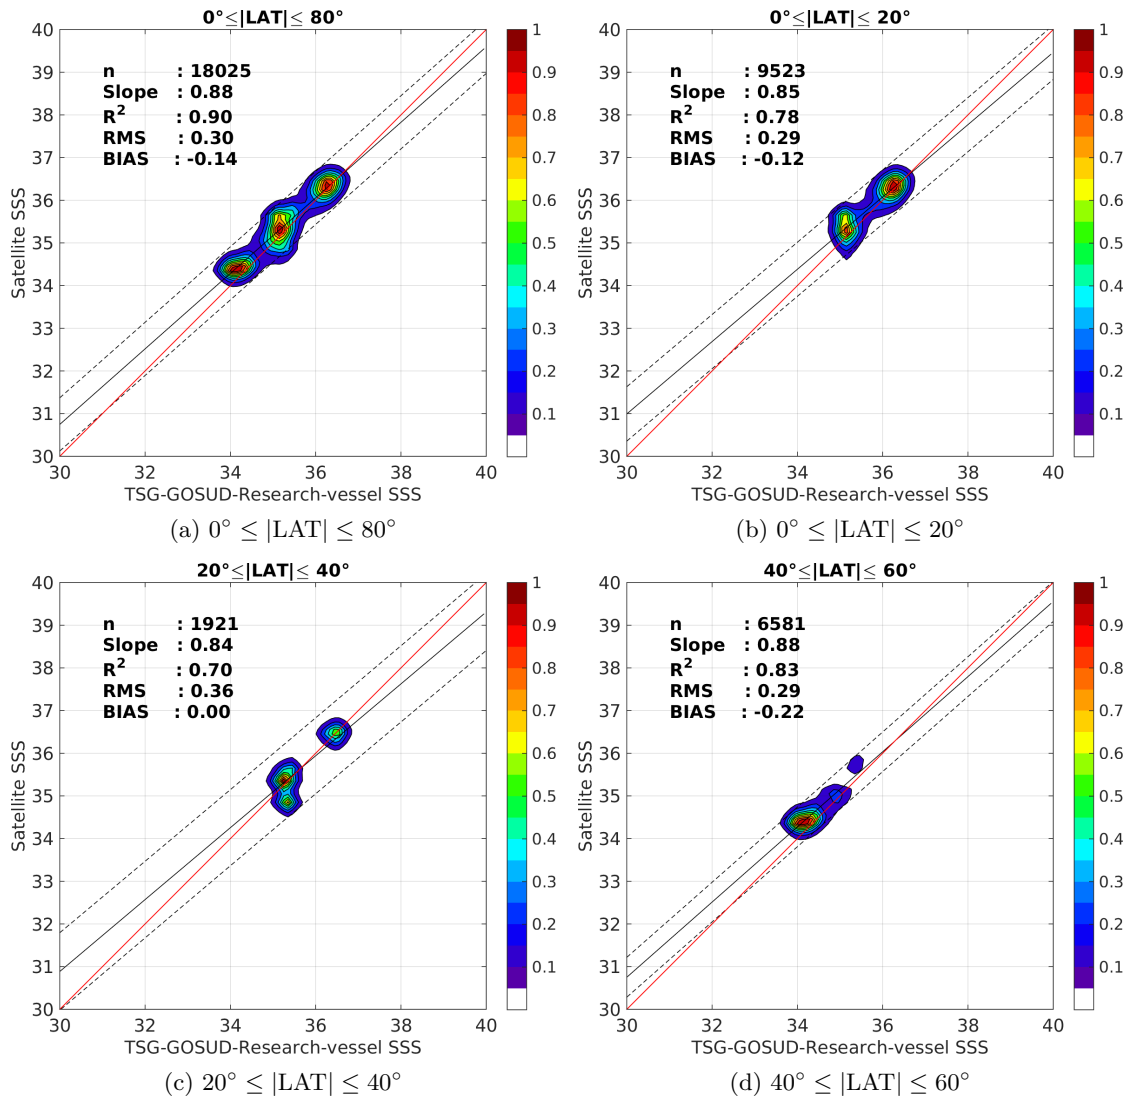 0°≤|LAT|≤ 80°
n : 18025
Slope : 0.88
R² : 0.90
RMS : 0.30
BIAS : -0.14
40
39
38
37
36
35
34
33
32
31
30
30 32 34 36 38 40
Satellite SSS
TSG-GOSUD-Research-vessel SSS
1
0.9
0.8
0.7
0.6
0.5
0.4
0.3
0.2
0.1
(a) 0° ≤ |LAT| ≤ 80°
0°≤|LAT|≤ 20°
n : 9523
Slope : 0.85
R² : 0.78
RMS : 0.29
BIAS : -0.12
40
39
38
37
36
35
34
33
32
31
30
30 32 34 36 38 40
Satellite SSS
TSG-GOSUD-Research-vessel SSS
1
0.9
0.8
0.7
0.6
0.5
0.4
0.3
0.2
0.1
(b) 0° ≤ |LAT| ≤ 20°
20°≤|LAT|≤ 40°
n : 1921
Slope : 0.84
R² : 0.70
RMS : 0.36
BIAS : 0.00
40
39
38
37
36
35
34
33
32
31
30
30 32 34 36 38 40
Satellite SSS
TSG-GOSUD-Research-vessel SSS
1
0.9
0.8
0.7
0.6
0.5
0.4
0.3
0.2
0.1
(c) 20° ≤ |LAT| ≤ 40°
40°≤|LAT|≤ 60°
n : 6581
Slope : 0.88
R² : 0.83
RMS : 0.29
BIAS : -0.22
40
39
38
37
36
35
34
33
32
31
30
30 32 34 36 38 40
Satellite SSS
TSG-GOSUD-Research-vessel SSS
1
0.9
0.8
0.7
0.6
0.5
0.4
0.3
0.2
0.1
(d) 40° ≤ |LAT| ≤ 60°